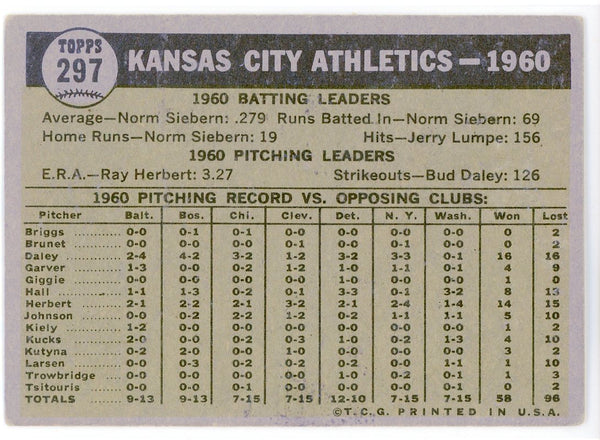 TOPPS
297
KANSAS CITY ATHLETICS — 1960
1960 BATTING LEADERS
Average—Norm Siebern: .279 Runs Batted In—Norm Siebern: 69
Home Runs—Norm Siebern: 19 Hits—Jerry Lumpe: 156
1960 PITCHING LEADERS
E.R.A.—Ray Herbert: 3.27 Strikeouts—Bud Daley: 126
1960 PITCHING RECORD VS. OPPOSING CLUBS:
Pitcher Balt. Bos. Chi. Clev. Det. N. Y. Wash. Won Lost
Briggs 0-0 0-1 0-1 0-0 0-0 0-0 0-0 0 2
Brunet 0-0 0-0 0-0 0-1 0-0 0-1 0-0 0 2
Daley 2-4 4-2 3-2 1-2 3-2 3-3 0-1 16 16
Garver 1-3 0-0 0-2 1-2 1-0 1-1 0-1 4 9
Giggie 0-0 0-0 0-0 1-0 0-0 0-0 0-0 1 0
Hall 1-1 1-3 0-2 0-1 3-3 0-1 3-2 8 13
Herbert 2-1 2-2 2-1 3-2 2-1 2-4 1-4 14 15
Johnson 0-0 0-2 2-2 1-2 0-2 1-1 1-1 5 10
Kiely 1-2 0-0 0-0 0-0 0-0 0-0 0-0 1 2
Kucks 2-0 0-0 0-2 0-2 1-2 0-1 1-3 4 10
Kutyna 0-2 2-0 0-0 1-0 0-0 0-0 0-0 3 2
Larsen 0-0 0-3 0-2 0-2 0-2 0-0 1-1 1 10
Trowbridge 0-0 0-0 0-0 0-0 1-0 0-2 0-1 1 3
Tsitouris 0-0 0-0 0-1 0-0 0-0 0-0 0-1 0 2
TOTALS 9-13 9-13 7-15 7-15 12-10 7-15 7-15 58 96
© T. C. G. PRINTED IN U.S.A.